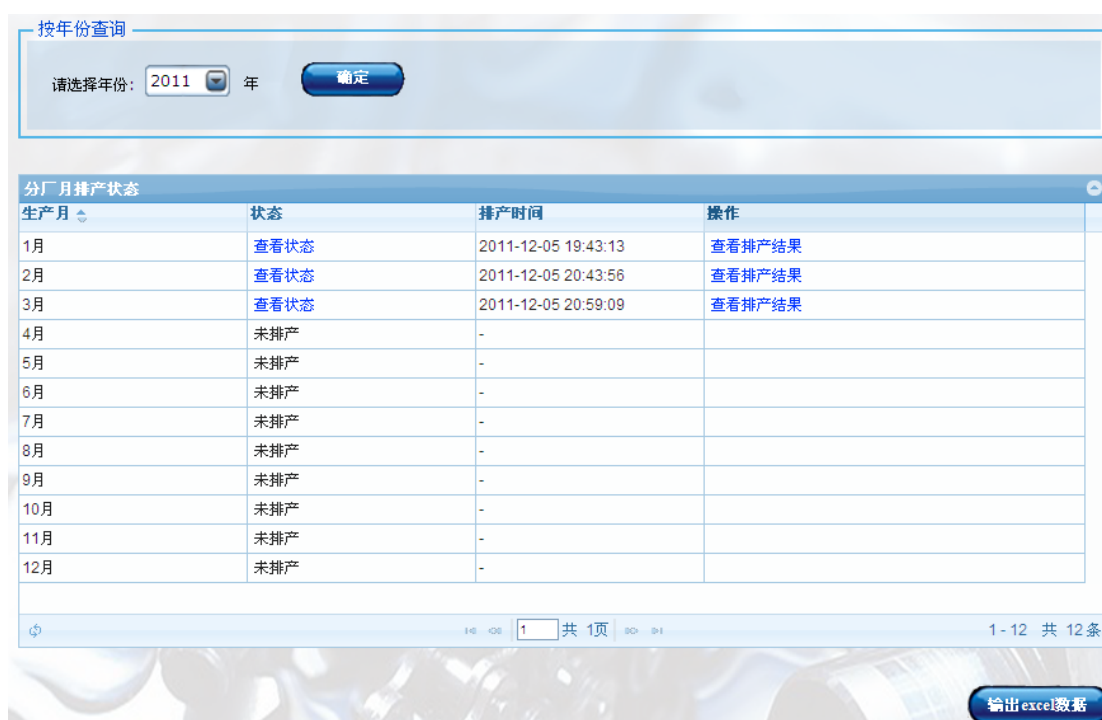 按年份查询
请选择年份: 2011 年 确定
分厂月排产状态
生产月 状态 排产时间 操作
1月 查看状态 2011-12-05 19:43:13 查看排产结果
2月 查看状态 2011-12-05 20:43:56 查看排产结果
3月 查看状态 2011-12-05 20:59:09 查看排产结果
4月 未排产 -
5月 未排产 -
6月 未排产 -
7月 未排产 -
8月 未排产 -
9月 未排产 -
10月 未排产 -
11月 未排产 -
12月 未排产 -
1 共 1页 1 - 12 共 12 条
输出excel数据